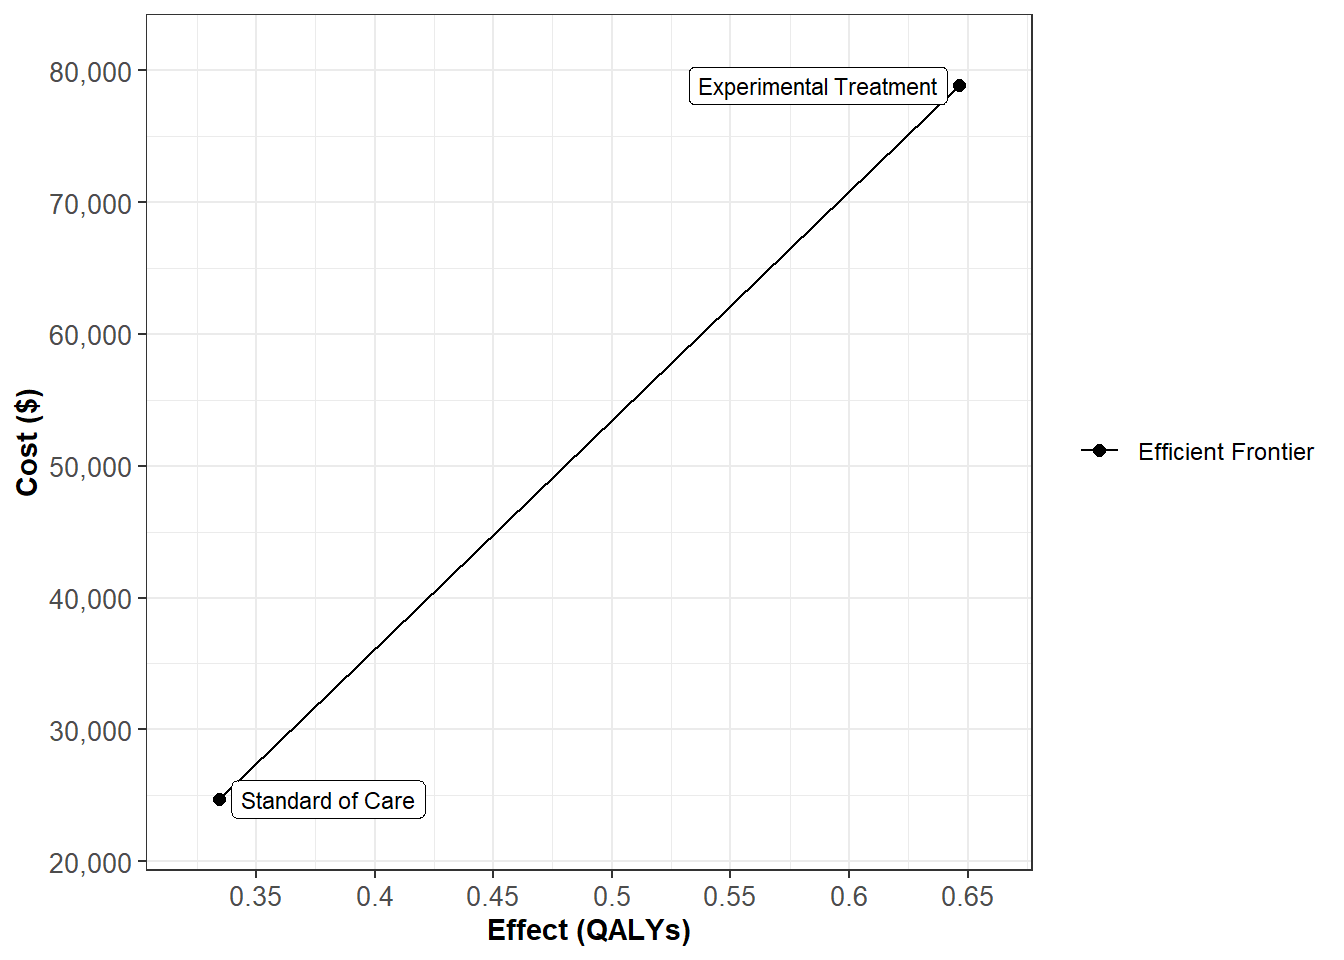 80,000
70,000
60,000
50,000
40,000
30,000
20,000
Cost ($)
Experimental Treatment
Standard of Care
0.35 0.4 0.45 0.5 0.55 0.6 0.65
Effect (QALYs)
Efficient Frontier